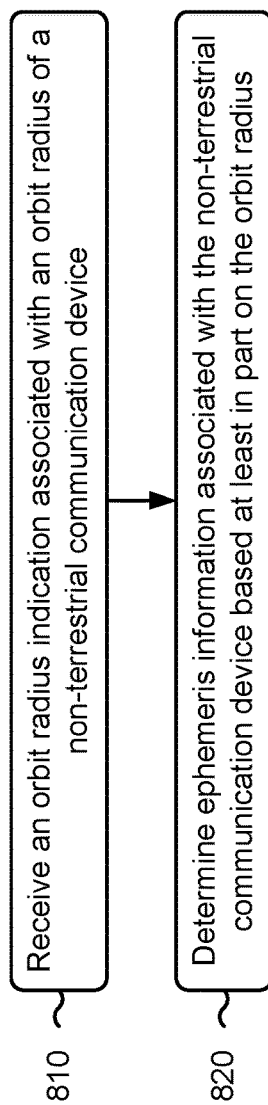 810
Receive an orbit radius indication associated with an orbit radius of a
non-terrestrial communication device
820
Determine ephemeris information associated with the non-terrestrial
communication device based at least in part on the orbit radius